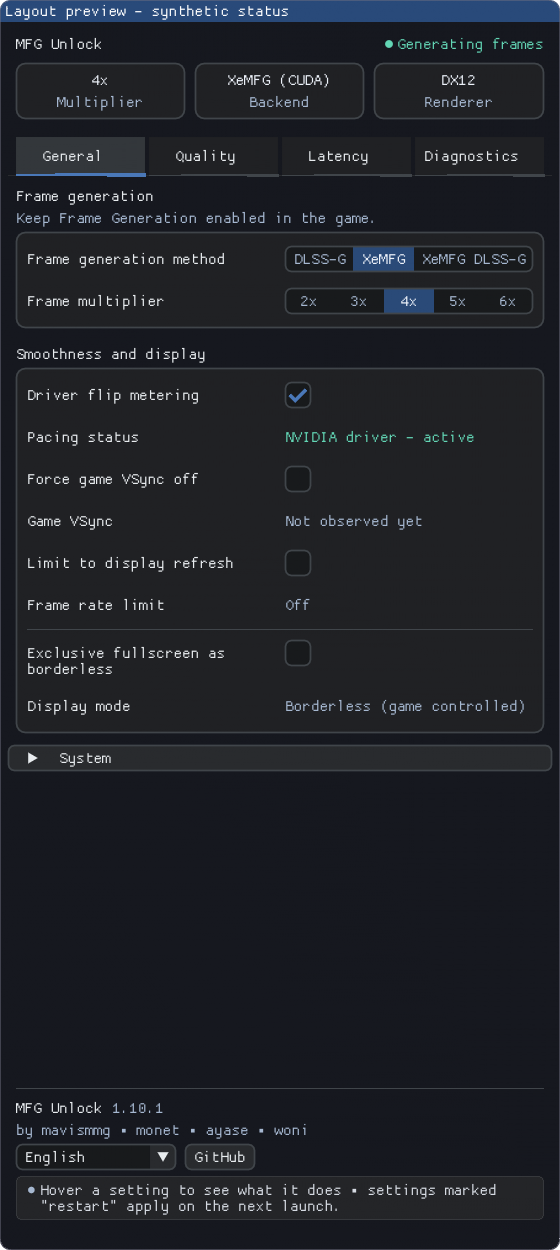 Layout preview - synthetic status
MFG Unlock
● Generating frames
4x
Multiplier
XeMFG (CUDA)
Backend
DX12
Renderer
General
Quality
Latency
Diagnostics
Frame generation
Keep Frame Generation enabled in the game.
Frame generation method
DLSS-G
XeMFG
XeMFG DLSS-G
Frame multiplier
2x
3x
4x
5x
6x
Smoothness and display
Driver flip metering
Pacing status
NVIDIA driver - active
Force game VSync off
Game VSync
Not observed yet
Limit to display refresh
Frame rate limit
Off
Exclusive fullscreen as
borderless
Display mode
Borderless (game controlled)
▶ System
MFG Unlock 1.10.1
by mavismmg • monet • ayase • woni
English ▼
GitHub
● Hover a setting to see what it does • settings marked
"restart" apply on the next launch.